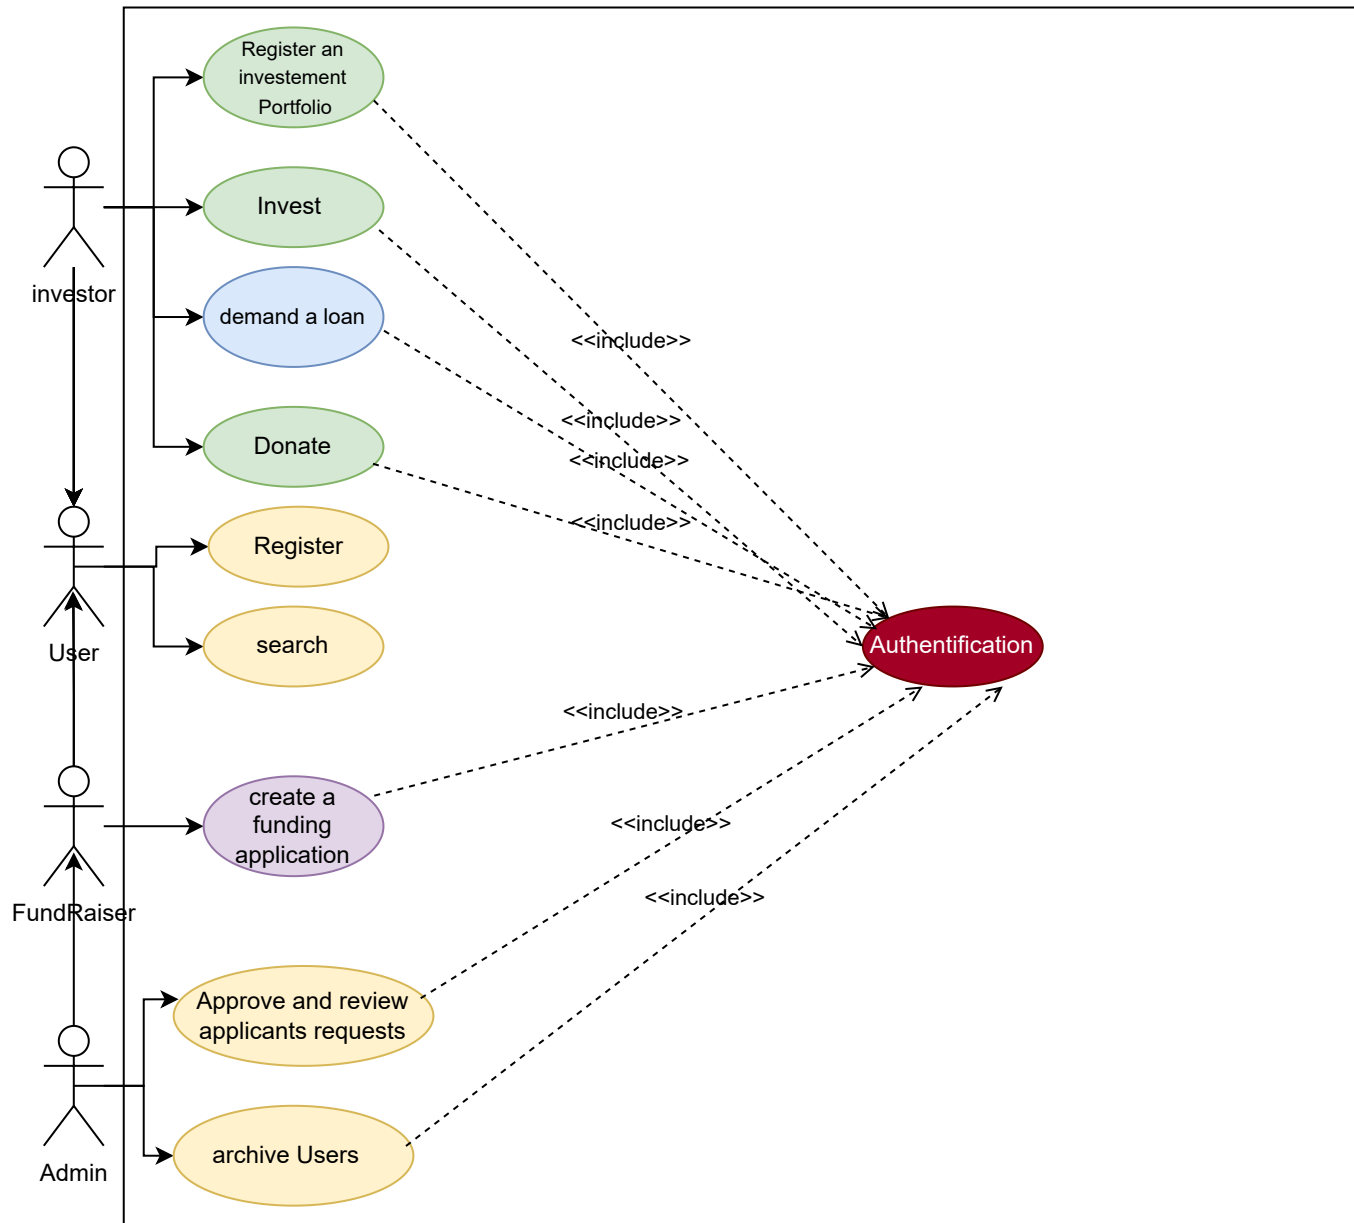 Register an
investement
Portfolio
Invest
investor
demand a loan
<<include>>
<<include>>
Donate
<<include>>
<<include>>
Register
User
search
Authentification
<<include>>
create a
funding
application
<<include>>
<<include>>
FundRaiser
Approve and review
applicants requests
archive Users
Admin